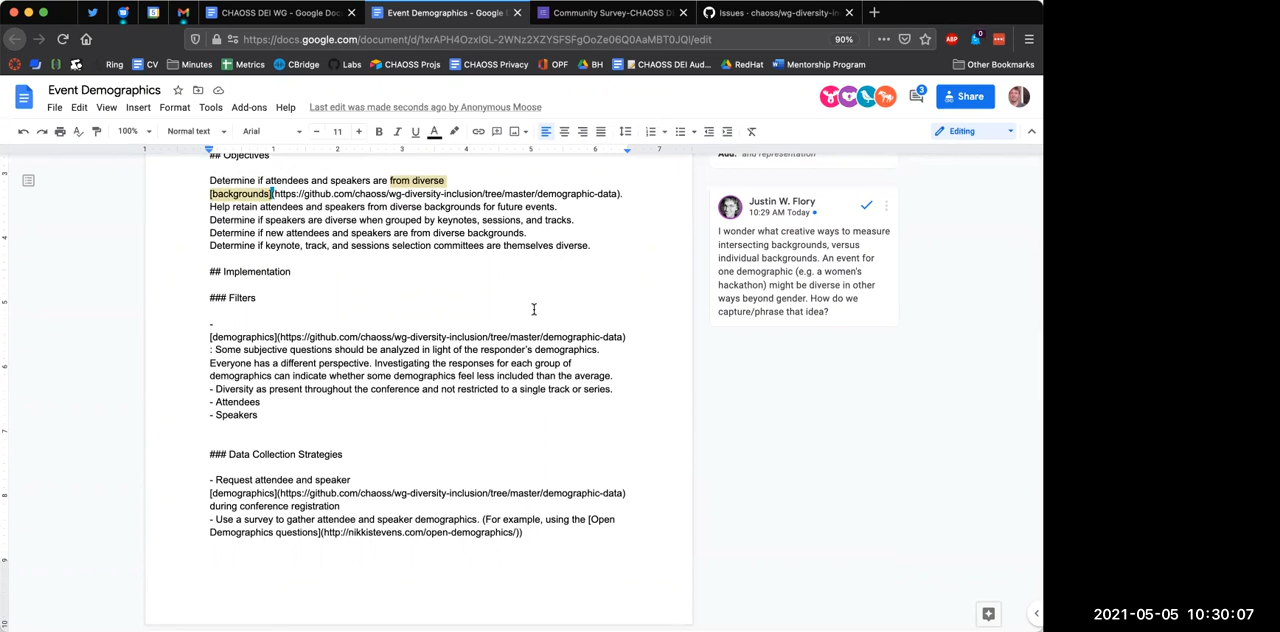 CHAOSS DEI WG - Google Doc
Event Demographics - Google
Community Survey-CHAOSS D
Issues · chaoss/wg-diversity-in
https://docs.google.com/document/d/1xrAPH4OzxIGL-2WNz2XZYSFSFgOoZe06Q0AaMBT0JQI/edit
90%
ABP
0
Ring
CV
Minutes
Metrics
CBridge
Labs
CHAOSS Projs
CHAOSS Privacy
OPF
BH
CHAOSS DEI Aud...
RedHat
Mentorship Program
Other Bookmarks
Event Demographics
File Edit View Insert Format Tools Add-ons Help
Last edit was made seconds ago by Anonymous Moose
3
Share
100%
Normal text
Arial
11
Editing
1 1 2 3 4 5 6 7
## Objectives
Determine if attendees and speakers are from diverse
[backgrounds](https://github.com/chaoss/wg-diversity-inclusion/tree/master/demographic-data).
Help retain attendees and speakers from diverse backgrounds for future events.
Determine if speakers are diverse when grouped by keynotes, sessions, and tracks.
Determine if new attendees and speakers are from diverse backgrounds.
Determine if keynote, track, and sessions selection committees are themselves diverse.
## Implementation
### Filters
-
[demographics](https://github.com/chaoss/wg-diversity-inclusion/tree/master/demographic-data)
: Some subjective questions should be analyzed in light of the responder's demographics.
Everyone has a different perspective. Investigating the responses for each group of
demographics can indicate whether some demographics feel less included than the average.
- Diversity as present throughout the conference and not restricted to a single track or series.
- Attendees
- Speakers
### Data Collection Strategies
- Request attendee and speaker
[demographics](https://github.com/chaoss/wg-diversity-inclusion/tree/master/demographic-data)
during conference registration
- Use a survey to gather attendee and speaker demographics. (For example, using the [Open
Demographics questions](http://nikkistevens.com/open-demographics/))
Add: "and representation"
Justin W. Flory
10:29 AM Today
I wonder what creative ways to measure
intersecting backgrounds, versus
individual backgrounds. An event for
one demographic (e.g. a women's
hackathon) might be diverse in other
ways beyond gender. How do we
capture/phrase that idea?
2021-05-05 10:30:07